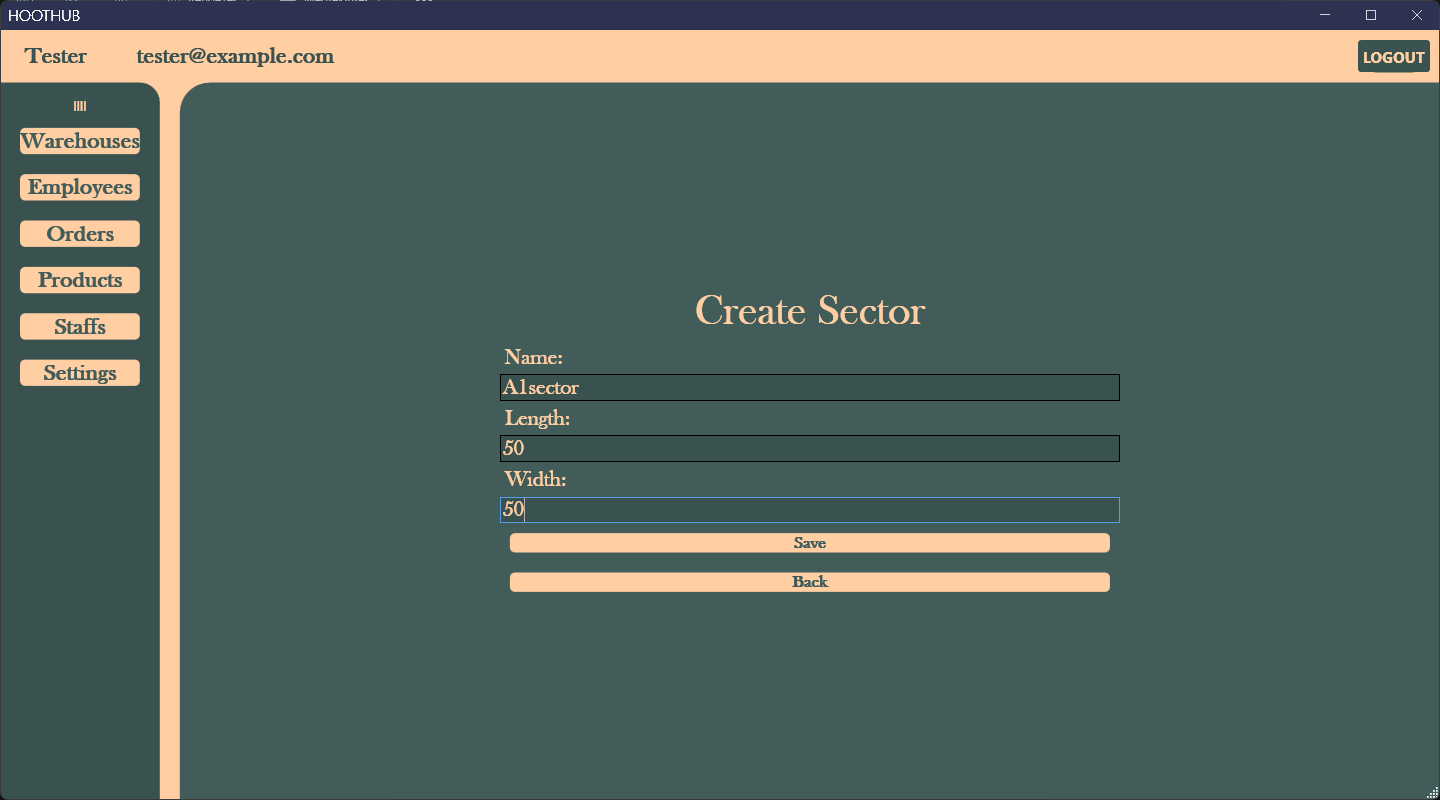 HOOTHUB
Tester tester@example.com LOGOUT
Warehouses
Employees
Orders
Products
Staffs
Settings
Create Sector
Name:
A1sector
Length:
50
Width:
50
Save
Back